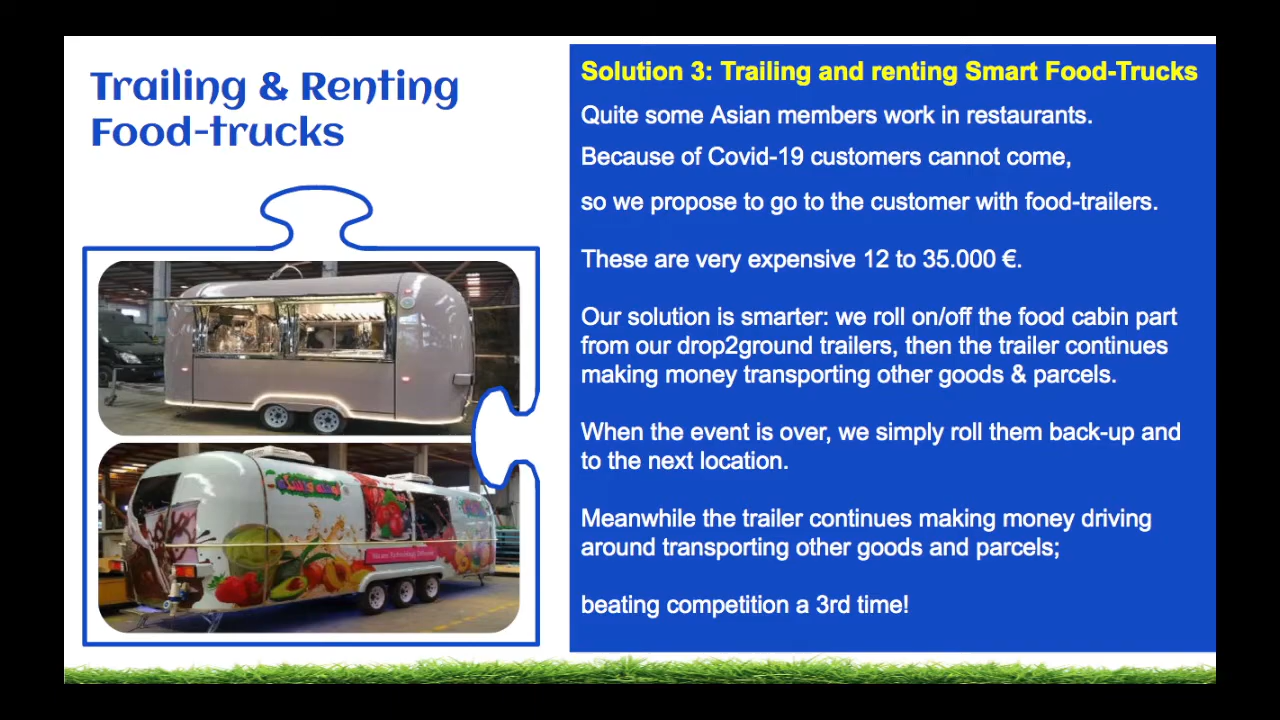 Trailing & Renting
Food-trucks
Solution 3: Trailing and renting Smart Food-Trucks
Quite some Asian members work in restaurants.
Because of Covid-19 customers cannot come,
so we propose to go to the customer with food-trailers.
These are very expensive 12 to 35.000 €.
Our solution is smarter: we roll on/off the food cabin part
from our drop2ground trailers, then the trailer continues
making money transporting other goods & parcels.
When the event is over, we simply roll them back-up and
to the next location.
Meanwhile the trailer continues making money driving
around transporting other goods and parcels;
beating competition a 3rd time!